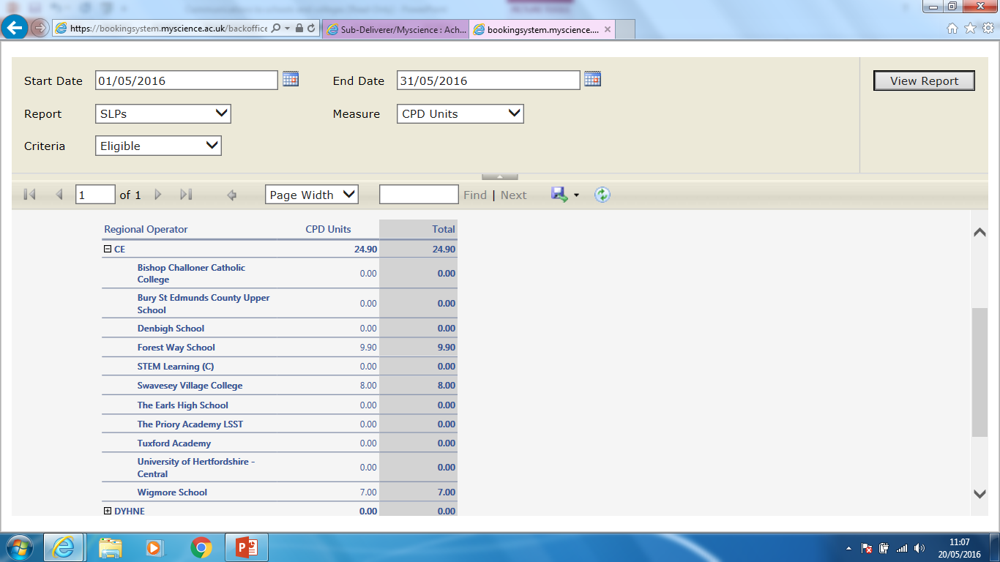 https://bookingsystem.myscience.ac.uk/backoffice
Sub-Deliverer/Myscience : Ach...
bookingsystem.myscience....
Start Date
01/05/2016
End Date
31/05/2016
View Report
Report
SLPs
Measure
CPD Units
Criteria
Eligible
1
of 1
Page Width
Find | Next
Regional Operator CPD Units Total
CE 24.90 24.90
Bishop Challoner Catholic
College 0.00 0.00
Bury St Edmunds County Upper
School 0.00 0.00
Denbigh School 0.00 0.00
Forest Way School 9.90 9.90
STEM Learning (C) 0.00 0.00
Swavesey Village College 8.00 8.00
The Earls High School 0.00 0.00
The Priory Academy LSST 0.00 0.00
Tuxford Academy 0.00 0.00
University of Hertfordshire -
Central 0.00 0.00
Wigmore School 7.00 7.00
DYHNE 0.00 0.00
11:07
20/05/2016